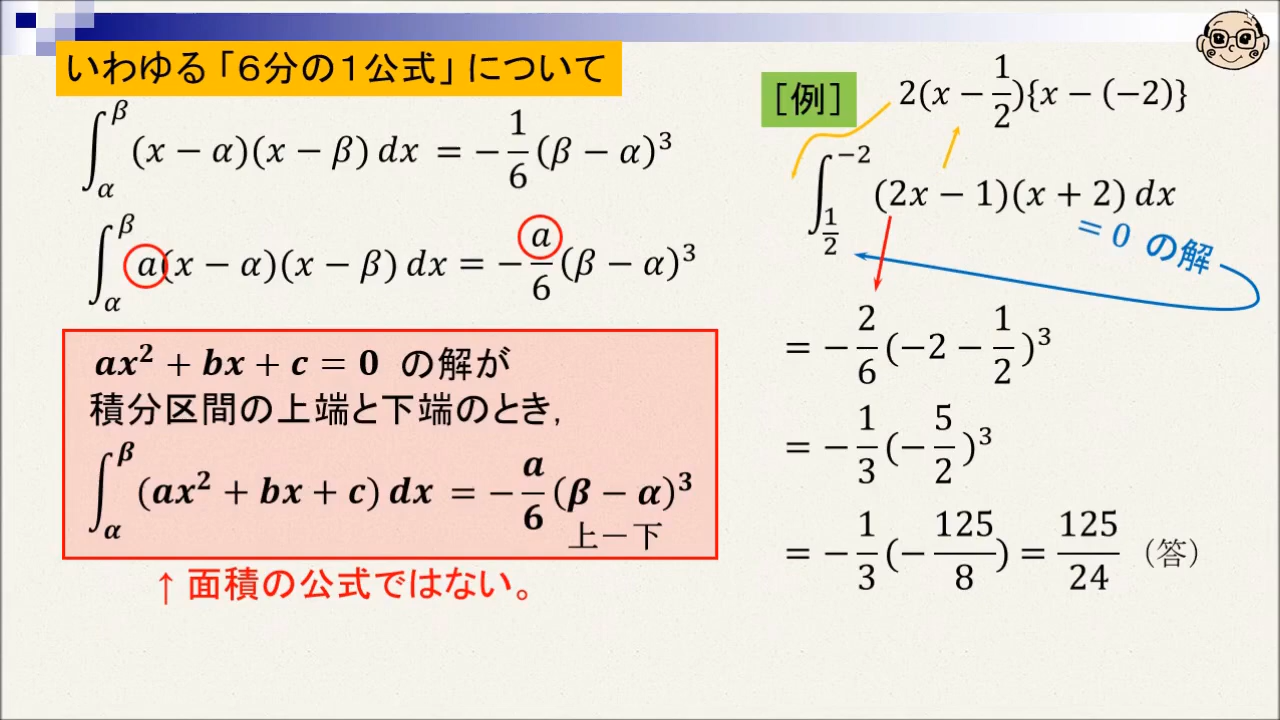 いわゆる「6分の1公式」について
∫_α^β (x − α)(x − β) dx = −1/6 (β − α)³
∫_α^β a(x − α)(x − β) dx = −a/6 (β − α)³
ax² + bx + c = 0 の解が
積分区間の上端と下端のとき,
∫_α^β (ax² + bx + c) dx = −a/6 (β − α)³
上−下
↑ 面積の公式ではない。
[例]
2(x − 1/2){x − (−2)}
∫_{1/2}^{−2} (2x − 1)(x + 2) dx
= 0 の解
= −2/6 (−2 − 1/2)³
= −1/3 (−5/2)³
= −1/3 (−125/8) = 125/24 (答)